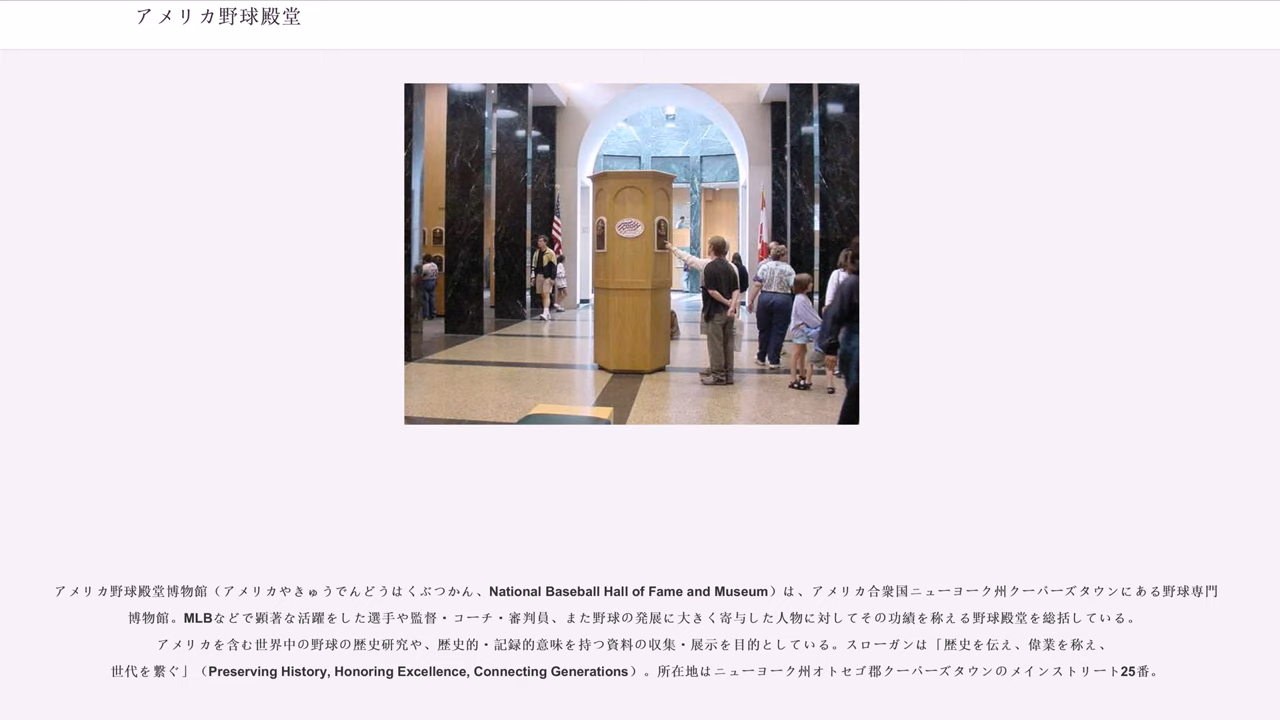 アメリカ野球殿堂
アメリカ野球殿堂博物館（アメリカやきゅうでんどうはくぶつかん、National Baseball Hall of Fame and Museum）は、アメリカ合衆国ニューヨーク州クーパーズタウンにある野球専門
博物館。MLBなどで顕著な活躍をした選手や監督・コーチ・審判員、また野球の発展に大きく寄与した人物に対してその功績を称える野球殿堂を総括している。
アメリカを含む世界中の野球の歴史研究や、歴史的・記録的意味を持つ資料の収集・展示を目的としている。スローガンは「歴史を伝え、偉業を称え、
世代を繋ぐ」（Preserving History, Honoring Excellence, Connecting Generations）。所在地はニューヨーク州オトセゴ郡クーパーズタウンのメインストリート25番。